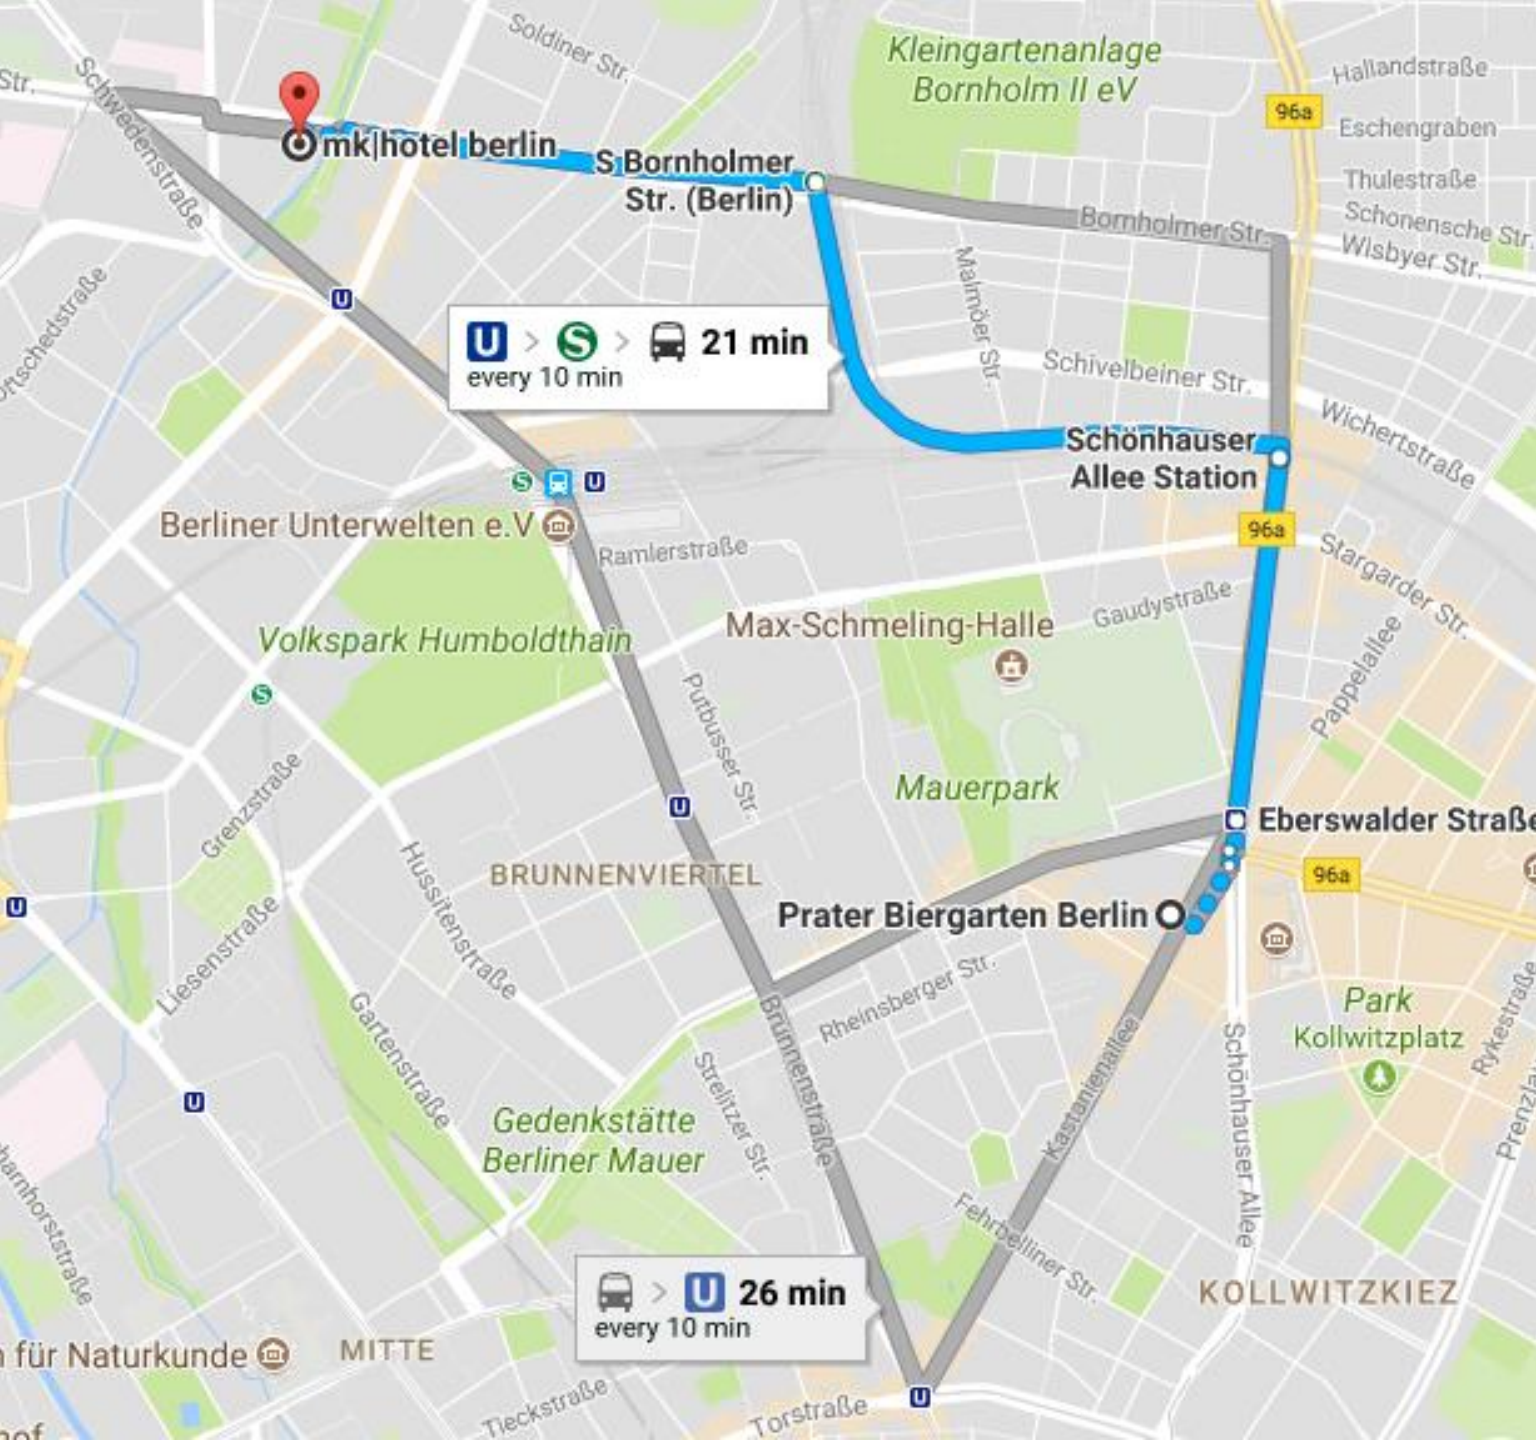 Soldiner Str.
Kleingartenanlage
Bornholm II eV
96a
Hallandstraße
Eschengraben
Str.
Schwedenstraße
mk|hotel berlin
S Bornholmer
Str. (Berlin)
Thulestraße
Schonensche Str
Bornholmer Str.
Wisbyer Str.
U
Malmöer Str.
U > S > 21 min
every 10 min
Schivelbeiner Str.
Wichertstraße
Schönhauser
Allee Station
S
U
96a
Berliner Unterwelten e.V
Ramlerstraße
Stargarder Str.
Gaudystraße
Max-Schmeling-Halle
Volkspark Humboldthain
Pappelallee
S
Putbusser Str.
Mauerpark
Grenzstraße
U
Eberswalder Straße
Hussitenstraße
BRUNNENVIERTEL
96a
U
Prater Biergarten Berlin
Liesenstraße
Rheinsberger Str.
Park
Kollwitzplatz
Gartenstraße
Brunnenstraße
Kastanienallee
Schönhauser Allee
Rykestraße
U
Strelitzer Str.
Gedenkstätte
Berliner Mauer
Fehrbelliner Str.
> U 26 min
every 10 min
KOLLWITZKIEZ
für Naturkunde
MITTE
Tieckstraße
Torstraße
U